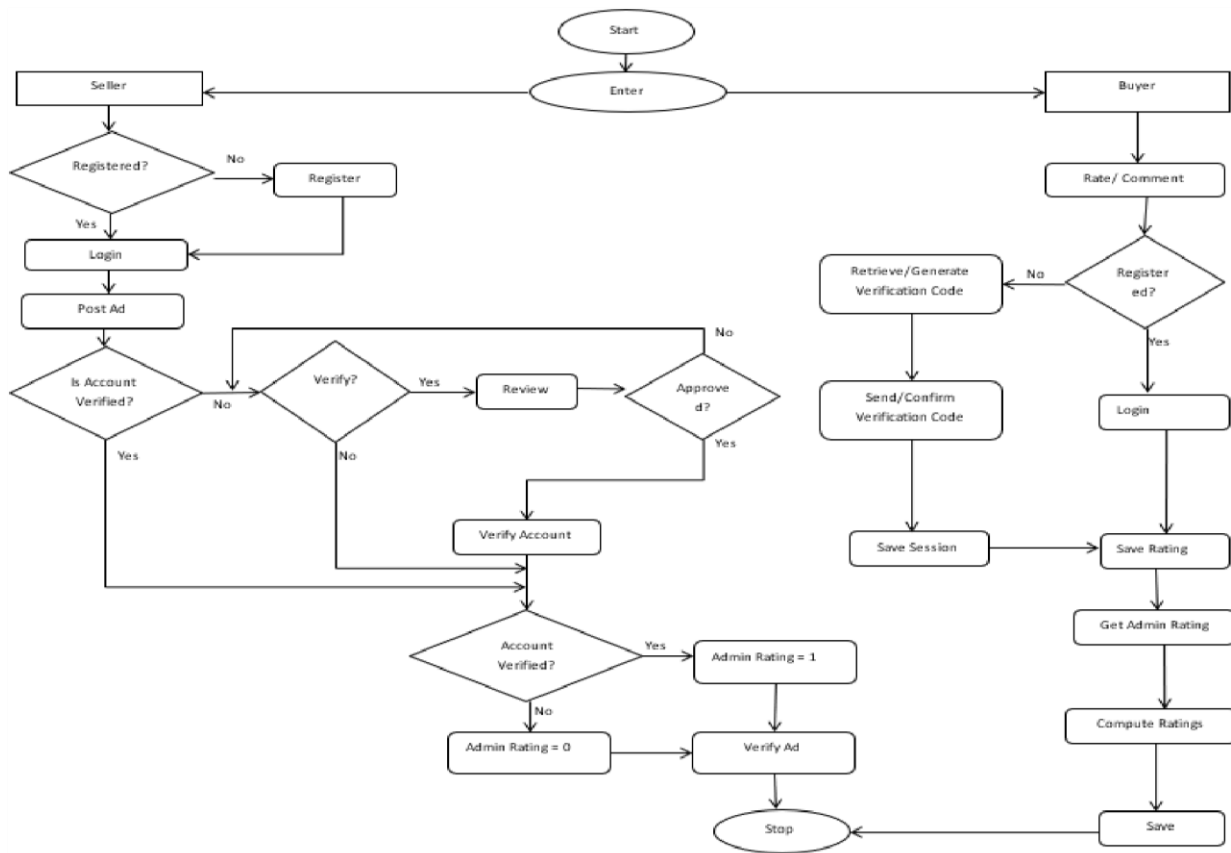 Start
Seller
Enter
Buyer
Registered?
No
Register
Rate/ Comment
Yes
Login
Retrieve/Generate
Verification Code
No
Register
ed?
Post Ad
No
Yes
Is Account
Verified?
No
Verify?
Yes
Review
Approve
d?
Send/Confirm
Verification Code
Login
Yes
No
Yes
Verify Account
Save Session
Save Rating
Get Admin Rating
Account
Verified?
Yes
Admin Rating = 1
No
Compute Ratings
Admin Rating = 0
Verify Ad
Stop
Save